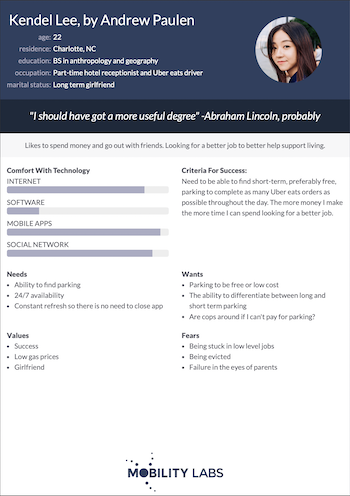 Kendel Lee, by Andrew Paulen
age: 22
residence: Charlotte, NC
education: BS in anthropology and geography
occupation: Part-time hotel receptionist and Uber eats driver
marital status: Long term girlfriend
"I should have got a more useful degree" -Abraham Lincoln, probably
Likes to spend money and go out with friends. Looking for a better job to better help support living.
Comfort With Technology
INTERNET
SOFTWARE
MOBILE APPS
SOCIAL NETWORK
Criteria For Success:
Need to be able to find short-term, preferably free,
parking to complete as many Uber eats orders as
possible throughout the day. The more money I make
the more time I can spend looking for a better job.
Needs
• Ability to find parking
• 24/7 availability
• Constant refresh so there is no need to close app
Wants
• Parking to be free or low cost
• The ability to differentiate between long and
short term parking
• Are cops around if I can't pay for parking?
Values
• Success
• Low gas prices
• Girlfriend
Fears
• Being stuck in low level jobs
• Being evicted
• Failure in the eyes of parents
MOBILITY LABS